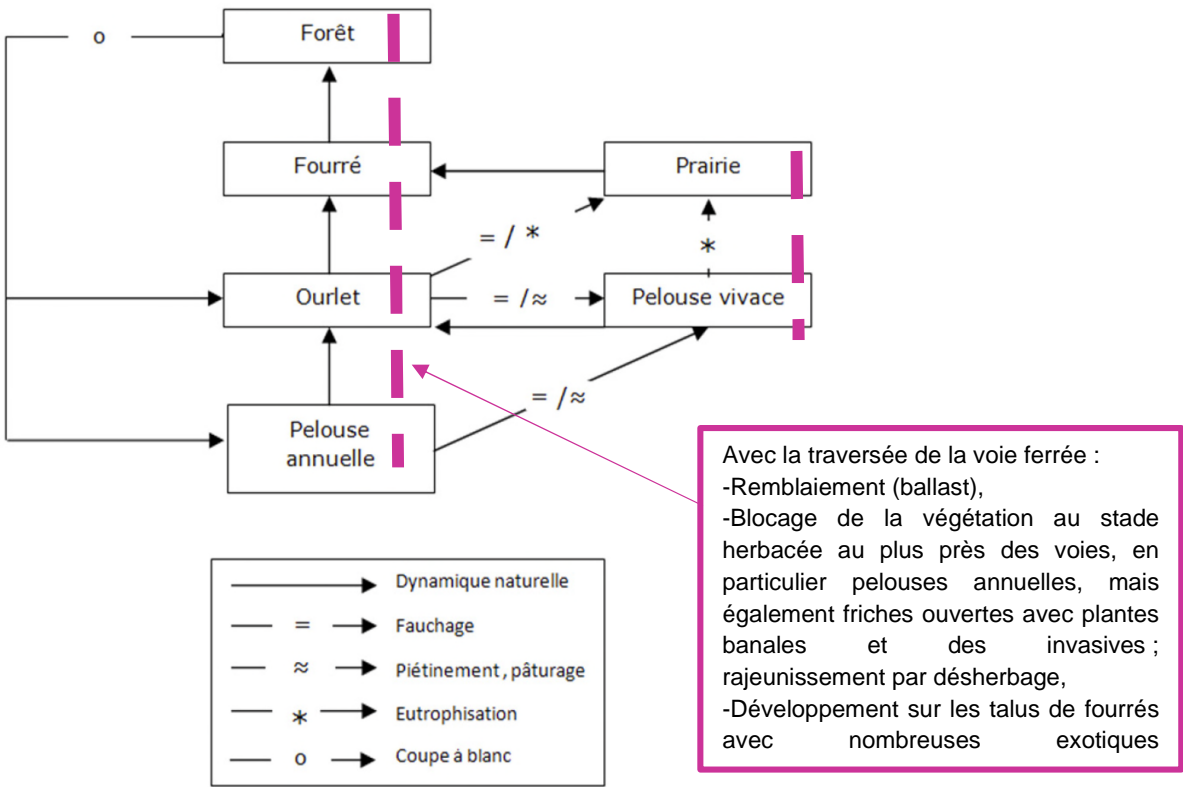 o
Forêt
Fourré
Prairie
= / *
*
Ourlet
= /≈
Pelouse vivace
= /≈
Pelouse
annuelle
Avec la traversée de la voie ferrée :
-Remblaiement (ballast),
-Blocage de la végétation au stade
herbacée au plus près des voies, en
particulier pelouses annuelles, mais
également friches ouvertes avec plantes
banales et des invasives ;
rajeunissement par désherbage,
-Développement sur les talus de fourrés
avec nombreuses exotiques
Dynamique naturelle
= Fauchage
≈ Piétinement, pâturage
* Eutrophisation
o Coupe à blanc